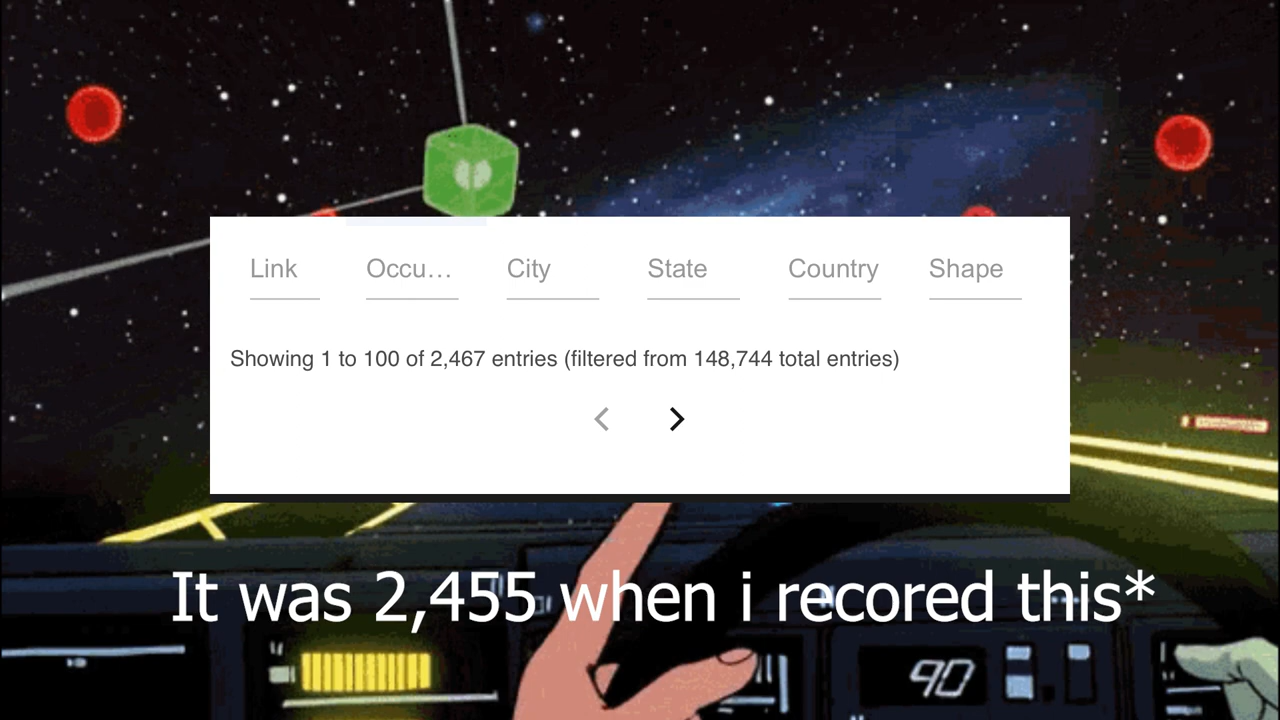 Link Occu… City State Country Shape
Showing 1 to 100 of 2,467 entries (filtered from 148,744 total entries)
It was 2,455 when i recored this*
90